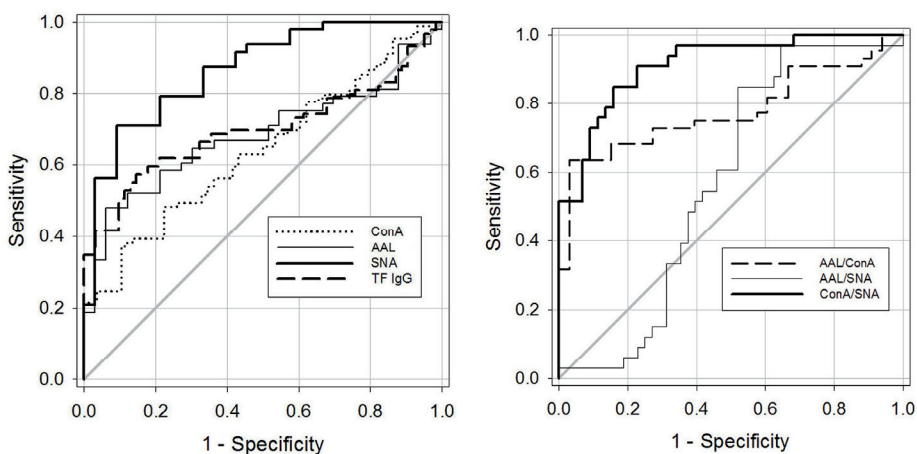 1.0
0.8
0.6
0.4
0.2
0.0
Sensitivity
ConA
AAL
SNA
TF IgG
0.0 0.2 0.4 0.6 0.8 1.0
1 - Specificity
1.0
0.8
0.6
0.4
0.2
0.0
Sensitivity
AAL/ConA
AAL/SNA
ConA/SNA
0.0 0.2 0.4 0.6 0.8 1.0
1 - Specificity